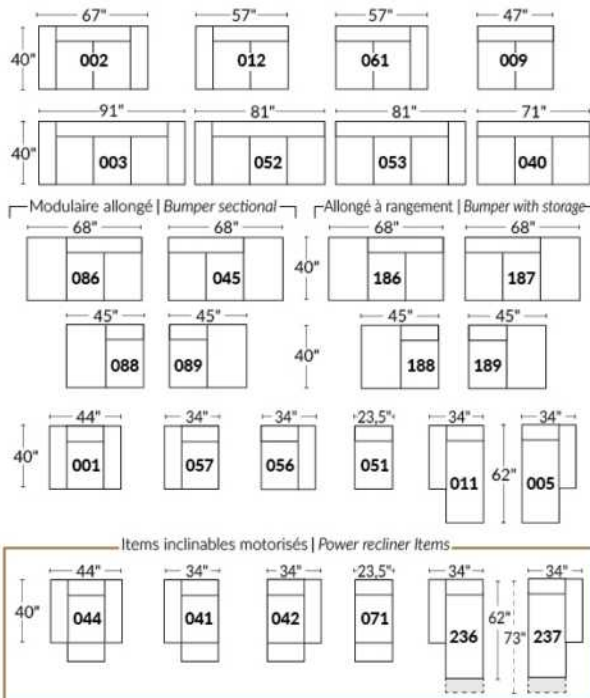 67" 57" 57" 47"
40" 002 012 061 009
91" 81" 81" 71"
40" 003 052 053 040
Modulaire allongé | Bumper sectional Allongé à rangement | Bumper with storage
68" 68" 68" 68"
086 045 40" 186 187
45" 45" 45" 45"
088 089 40" 188 189
44" 34" 34" 23,5" 34" 34"
40" 001 057 056 051 011 62" 005
Items inclinables motorisés | Power recliner Items
44" 34" 34" 23,5" 34" 34"
40" 044 041 042 071 236 62" 73" 237